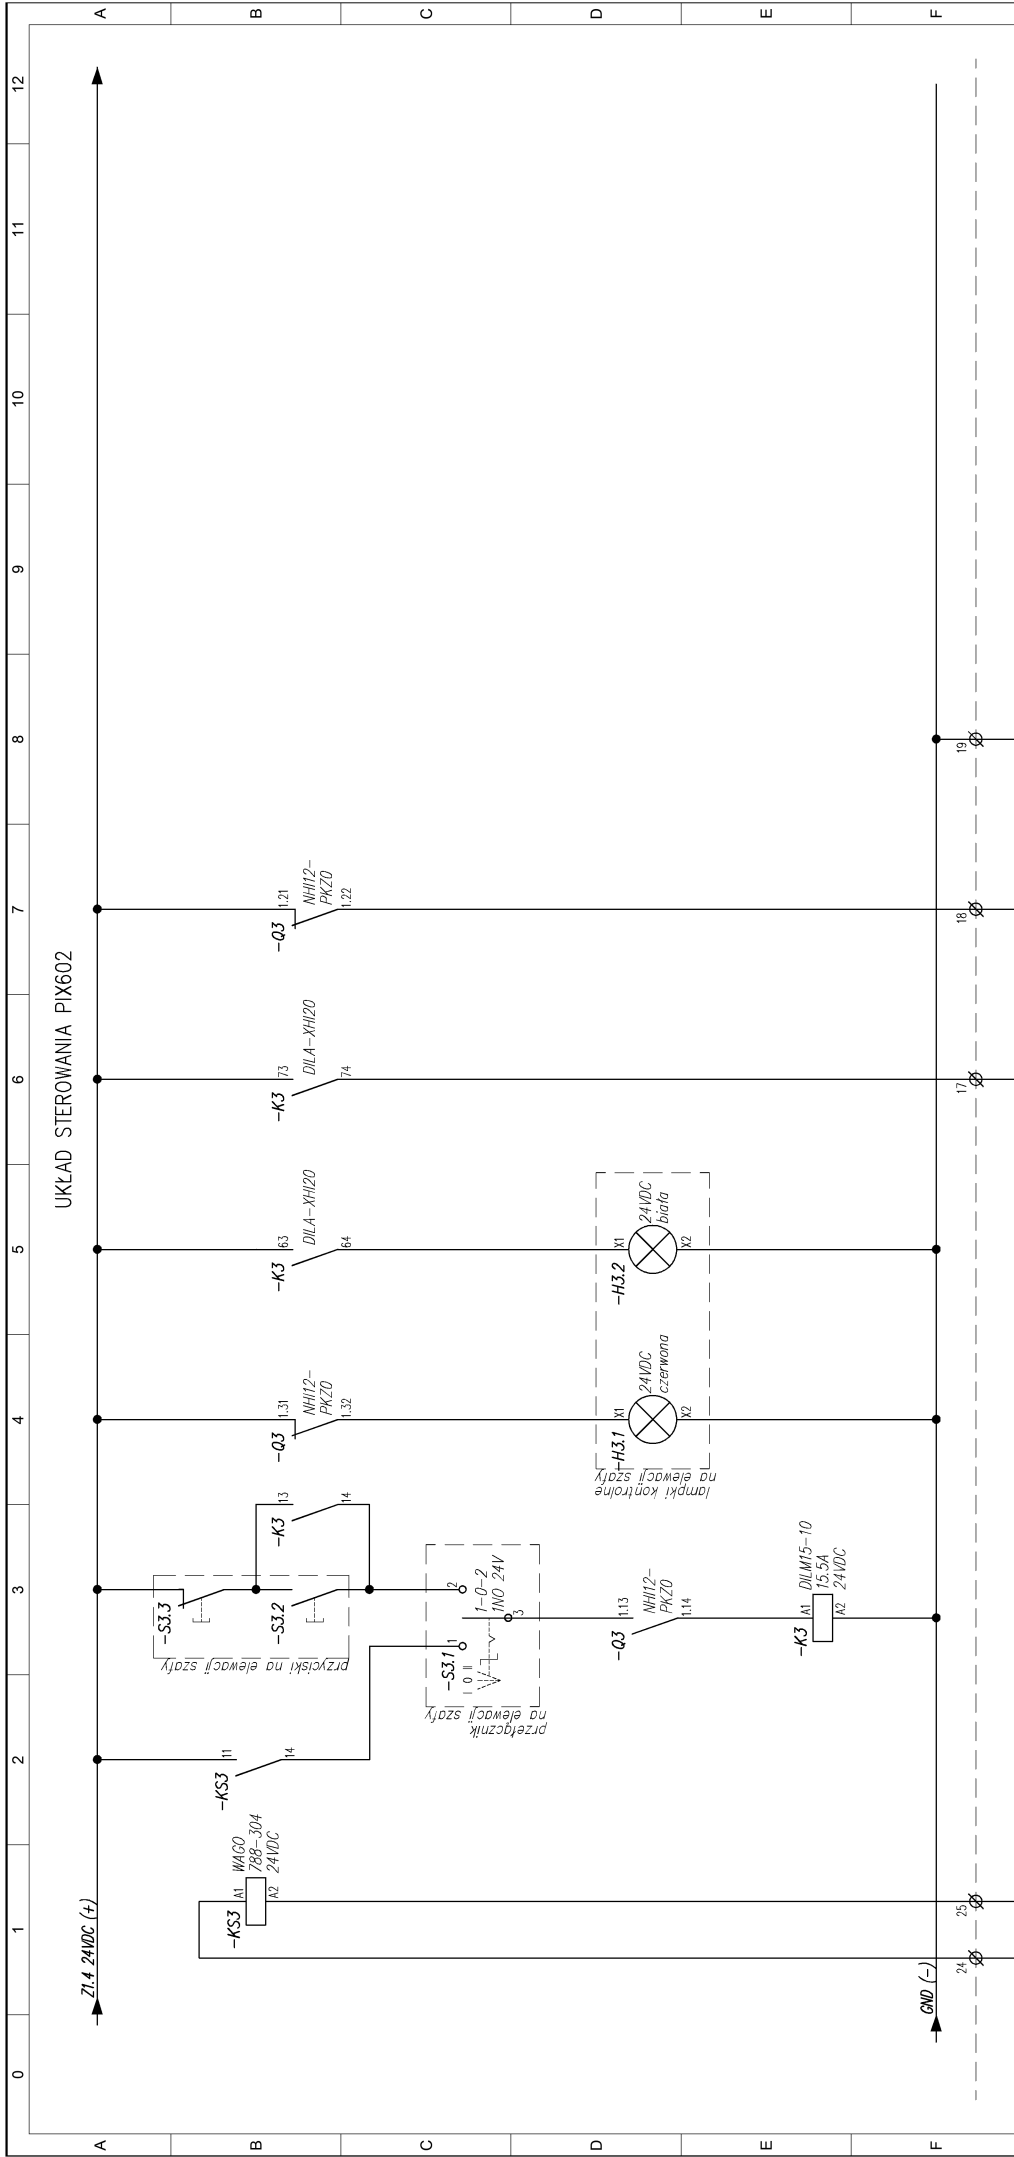 UKŁAD STEROWANIA PIX602
0
1
2
3
4
5
6
7
8
9
10
11
12
A
B
C
D
E
F
A
B
C
D
E
F
Z1.4 24VDC (+)
GND (-)
-KS3
A1
A2
WAGO
788-304
24VDC
24
25
-KS3
11
14
-S3.3
-S3.2
przyciski na elewacji szafy
-K3
13
14
-S3.1
1
2
3
0
1-0-2
1NO 24V
przełącznik
na elewacji szafy
-Q3
1.13
1.14
NHI12-
PKZ0
-K3
A1
A2
DILM15-10
15.5A
24VDC
-Q3
1.31
1.32
NHI12-
PKZ0
-H3.1
X1
X2
24VDC
czerwona
lampki kontrolne
na elewacji szafy
-K3
63
64
DILA-XHI20
-H3.2
X1
X2
24VDC
biała
-K3
73
74
DILA-XHI20
17
-Q3
1.21
1.22
NHI12-
PKZ0
18
19